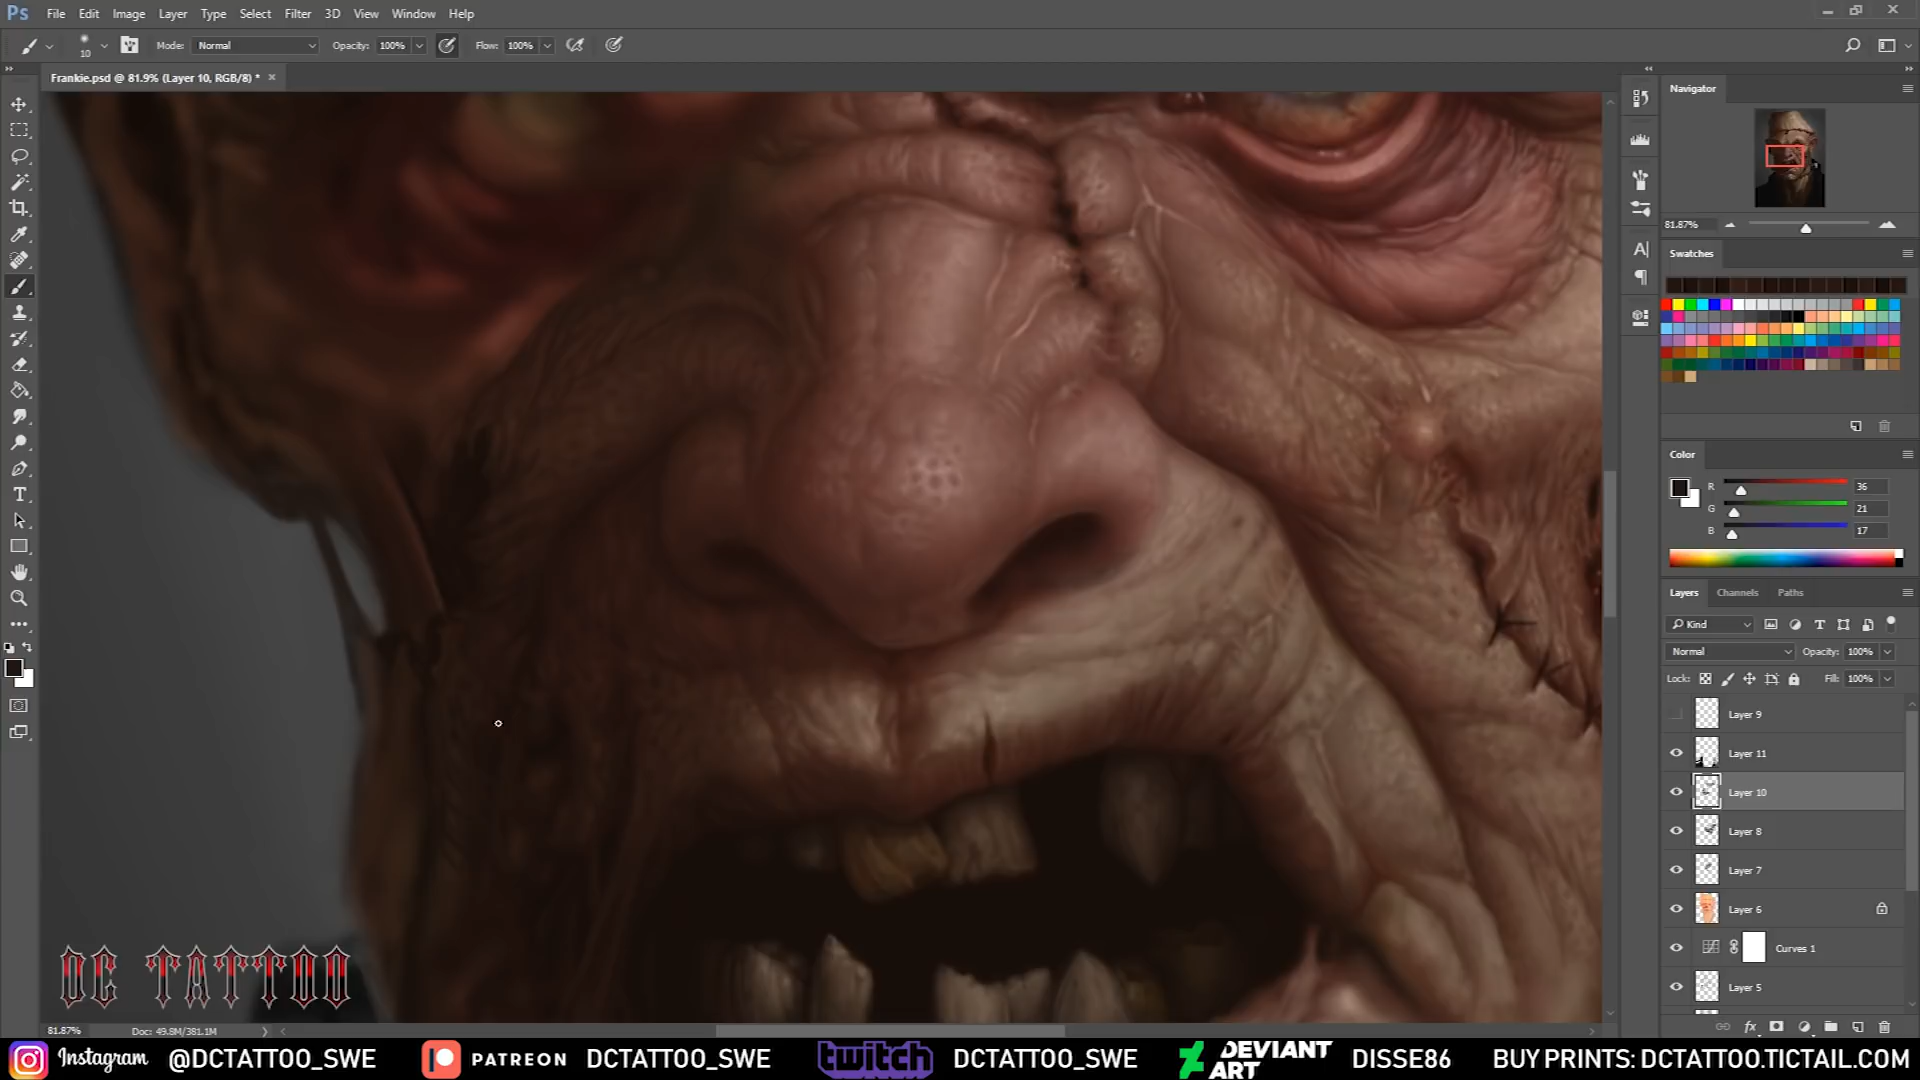 Ps File Edit Image Layer Type Select Filter 3D View Window Help
10 Mode: Normal Opacity: 100% Flow: 100%
Frankie.psd @ 81.9% (Layer 10, RGB/8) * ×
Navigator
81.87%
Swatches
Color
R 36
G 21
B 17
Layers Channels Paths
Kind
Normal Opacity: 100%
Lock: Fill: 100%
Layer 9
Layer 11
Layer 10
Layer 8
Layer 7
Layer 6
Curves 1
Layer 5
DC TATTOO
81.87% Doc: 49.8M/381.1M
Instagram @DCTATTOO_SWE PATREON DCTATTOO_SWE twitch DCTATTOO_SWE DEVIANT ART DISSE86 BUY PRINTS: DCTATTOO.TICTAIL.COM